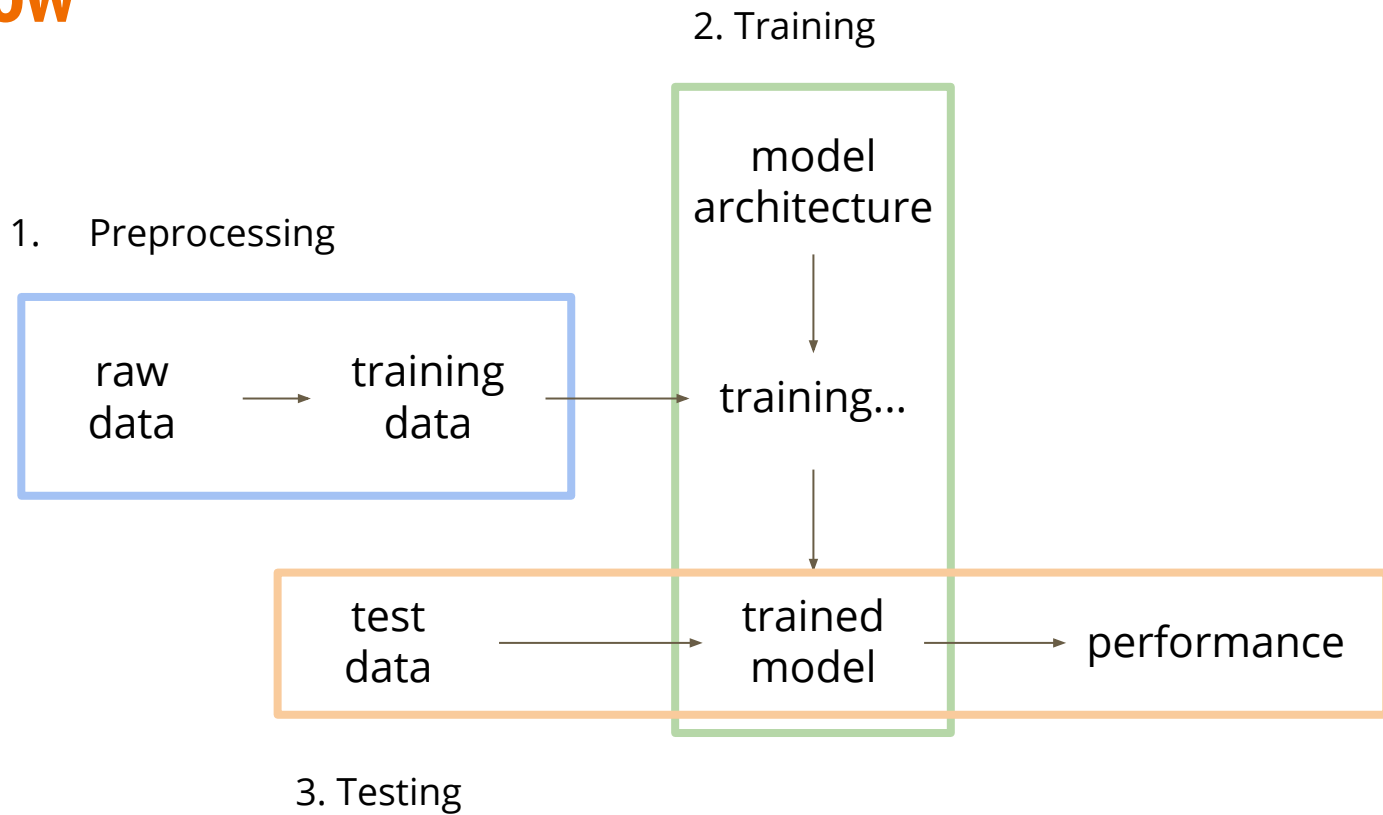 2. Training
model
architecture
1. Preprocessing
raw
data
training
data
training...
test
data
trained
model
performance
3. Testing